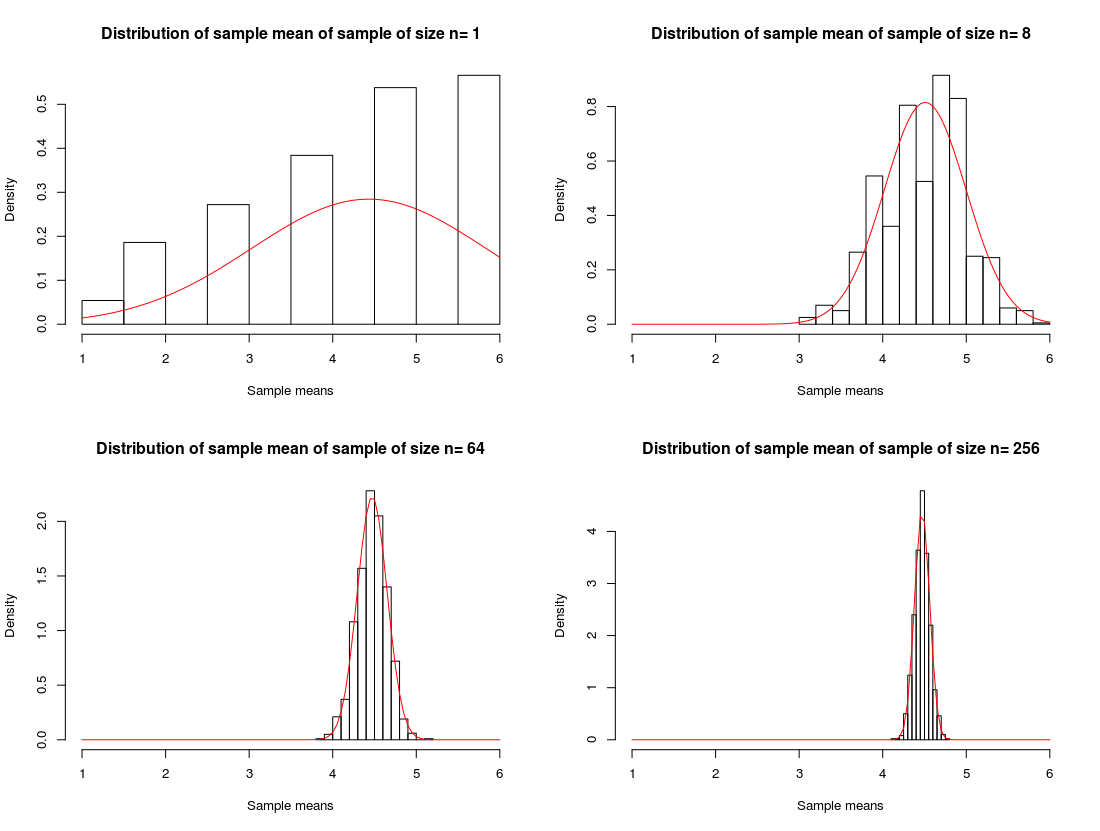 Distribution of sample mean of sample of size n= 1
Density
0.0 0.1 0.2 0.3 0.4 0.5
1 2 3 4 5 6
Sample means
Distribution of sample mean of sample of size n= 8
Density
0.0 0.2 0.4 0.6 0.8
1 2 3 4 5 6
Sample means
Distribution of sample mean of sample of size n= 64
Density
0.0 0.5 1.0 1.5 2.0
1 2 3 4 5 6
Sample means
Distribution of sample mean of sample of size n= 256
Density
0 1 2 3 4
1 2 3 4 5 6
Sample means